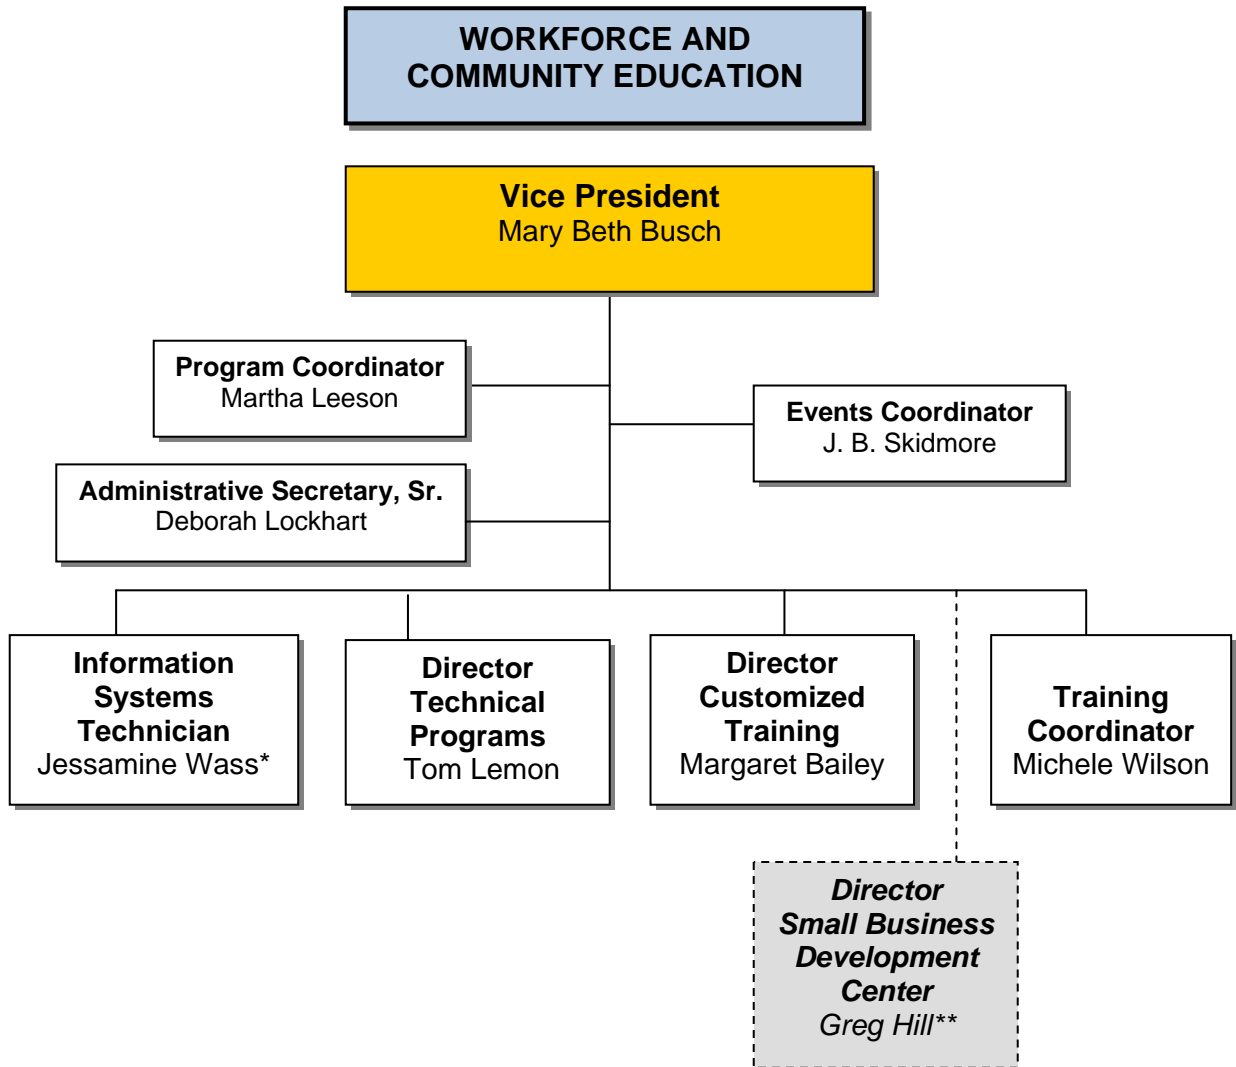 WORKFORCE AND
COMMUNITY EDUCATION
Vice President
Mary Beth Busch
Program Coordinator
Martha Leeson
Events Coordinator
J. B. Skidmore
Administrative Secretary, Sr.
Deborah Lockhart
Information
Systems
Technician
Jessamine Wass*
Director
Technical
Programs
Tom Lemon
Director
Customized
Training
Margaret Bailey
Training
Coordinator
Michele Wilson
Director
Small Business
Development
Center
Greg Hill**